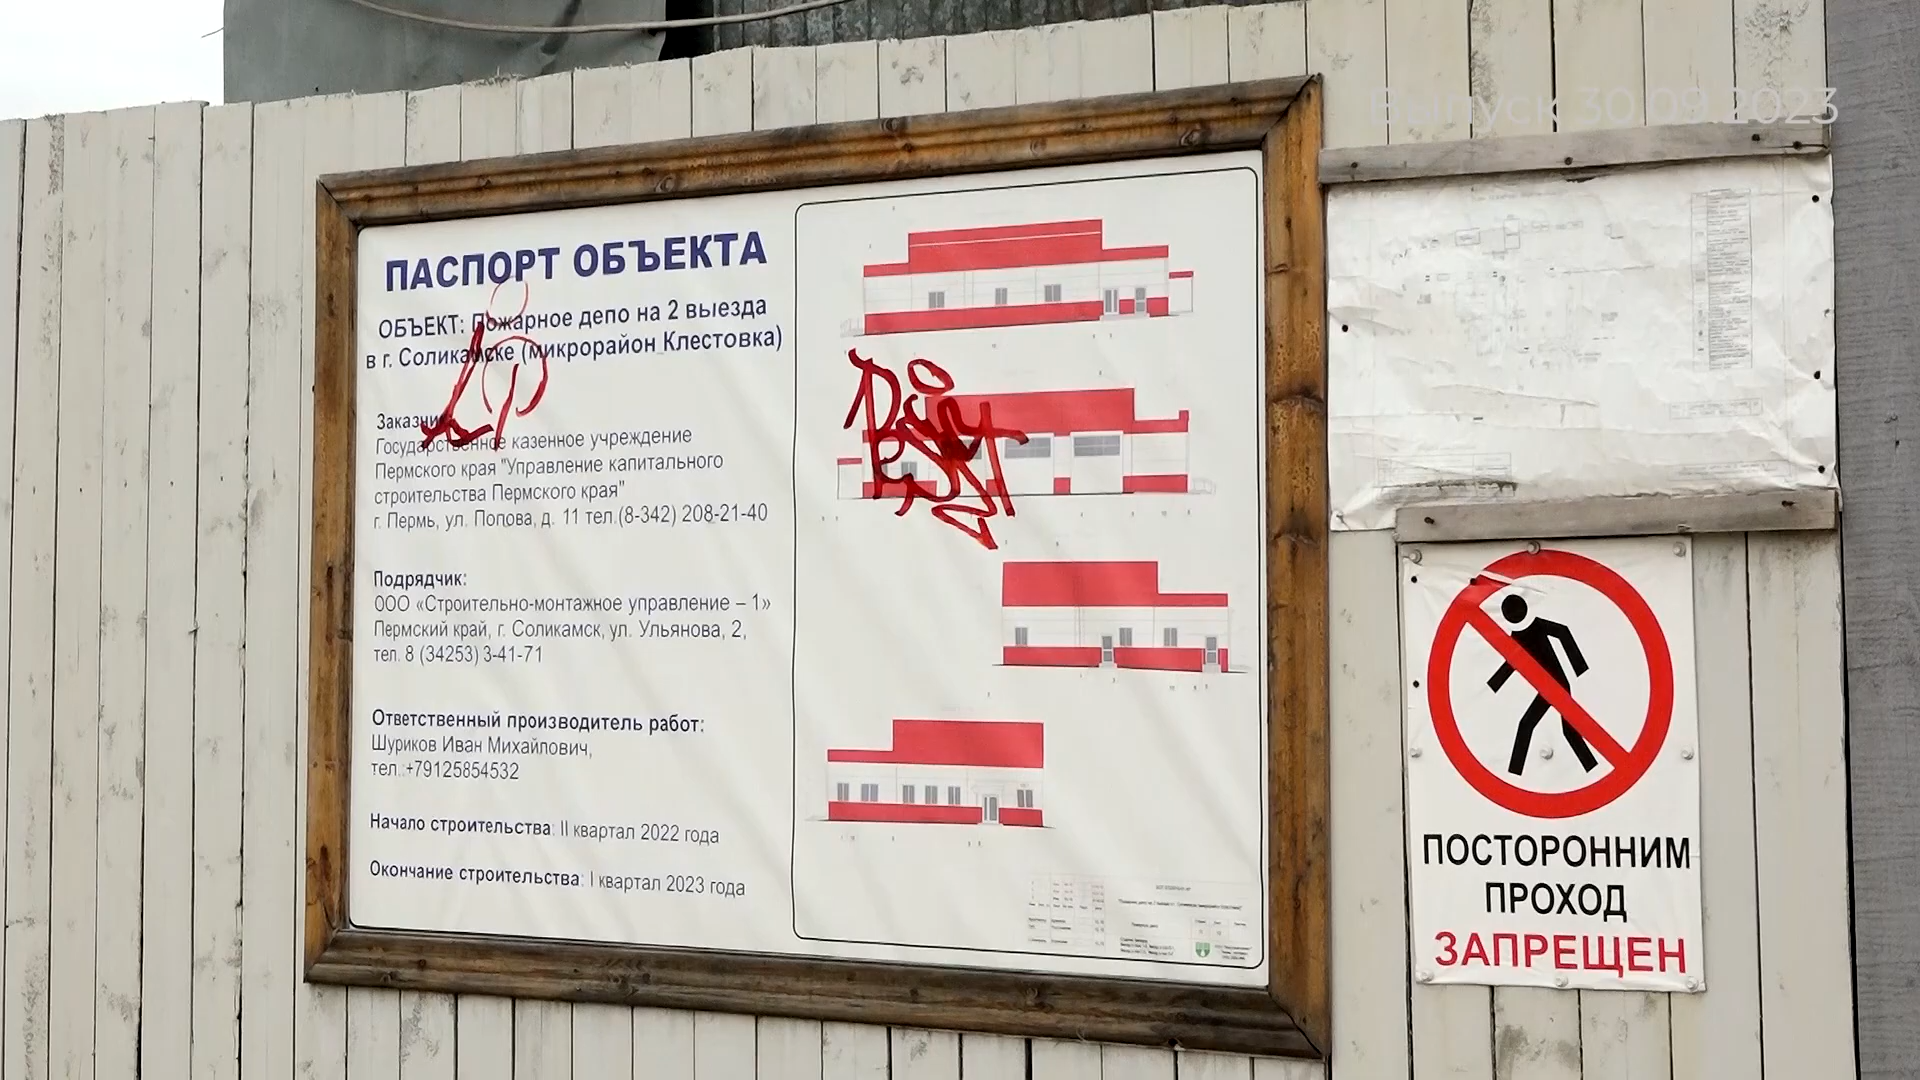 Выпуск 30.09.2023
ПАСПОРТ ОБЪЕКТА
ОБЪЕКТ: Пожарное депо на 2 выезда
в г. Соликамске (микрорайон Клестовка)
Заказчик:
Государственное казенное учреждение
Пермского края "Управление капитального
строительства Пермского края"
г. Пермь, ул. Попова, д. 11 тел.(8-342) 208-21-40
Подрядчик:
ООО «Строительно-монтажное управление – 1»
Пермский край, г. Соликамск, ул. Ульянова, 2,
тел. 8 (34253) 3-41-71
Ответственный производитель работ:
Шуриков Иван Михайлович,
тел.:+79125854532
Начало строительства: II квартал 2022 года
Окончание строительства: I квартал 2023 года
ПОСТОРОННИМ
ПРОХОД
ЗАПРЕЩЕН